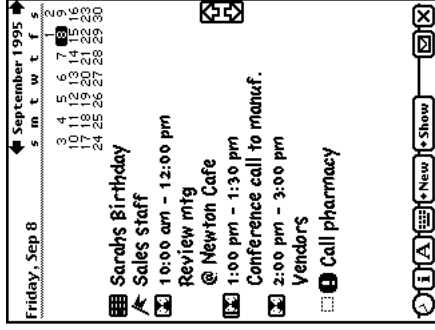 Friday, Sep 8
September 1995
s m t w t f s
1 2
3 4 5 6 7 8 9
10 11 12 13 14 15 16
17 18 19 20 21 22 23
24 25 26 27 28 29 30
Sarahs Birthday
Sales staff
10:00 am - 12:00 pm
Review mtg
@ Newton Cafe
1:00 pm - 1:30 pm
Conference call to manuf.
2:00 pm - 3:00 pm
Vendors
Call pharmacy
i A New Show